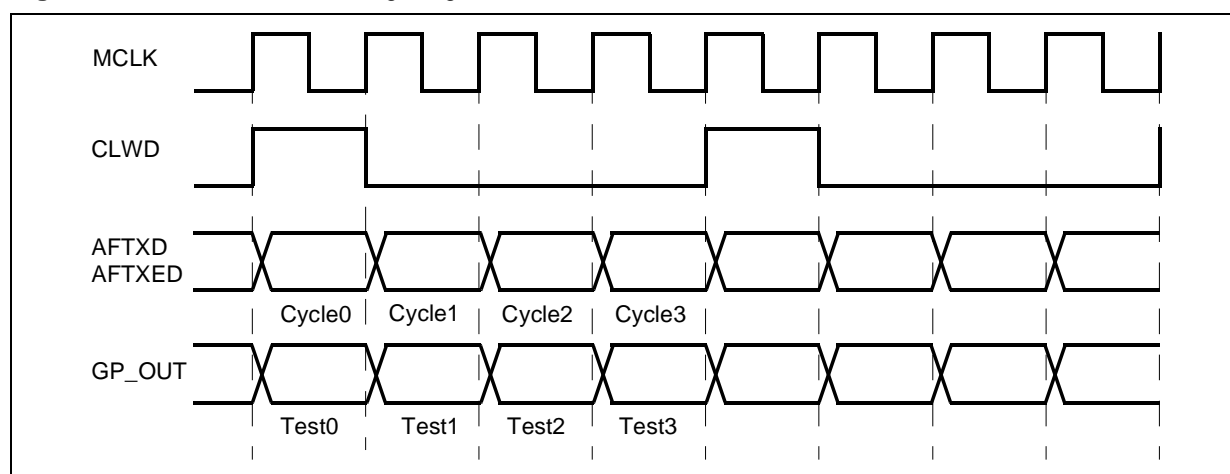 MCLK
CLWD
AFTXD
AFTXED
Cycle0 Cycle1 Cycle2 Cycle3
GP_OUT
Test0 Test1 Test2 Test3